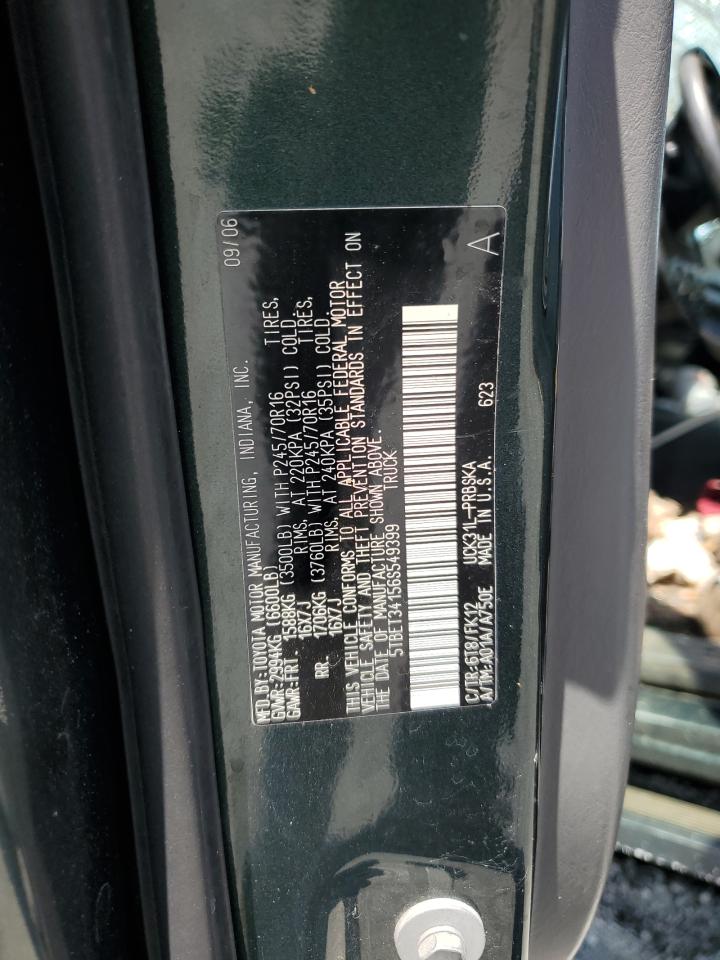 MFD.BY:TOYOTA MOTOR MANUFACTURING, INDIANA, INC. 09/06
GVWR:2994KG (6600LB)
GAWR:FRT. 1588KG (3500LB) WITH P245/70R16 TIRES,
16X7J RIMS, AT 220KPA (32PSI) COLD.
RR. 1706KG (3760LB) WITH P245/70R16 TIRES,
16X7J RIMS, AT 240KPA (35PSI) COLD.
THIS VEHICLE CONFORMS TO ALL APPLICABLE FEDERAL MOTOR
VEHICLE SAFETY AND THEFT PREVENTION STANDARDS IN EFFECT ON
THE DATE OF MANUFACTURE SHOWN ABOVE.
5TBET34156S549399 TRUCK
C/TR:6T8/FK12 UCK31L-PRBSKA
A/TM:A01A/A750E MADE IN U.S.A. 623
A